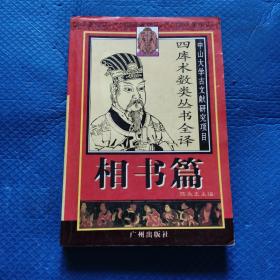 中山大学古文献研究项目
四库术数类丛书全译
相书篇
广州出版社